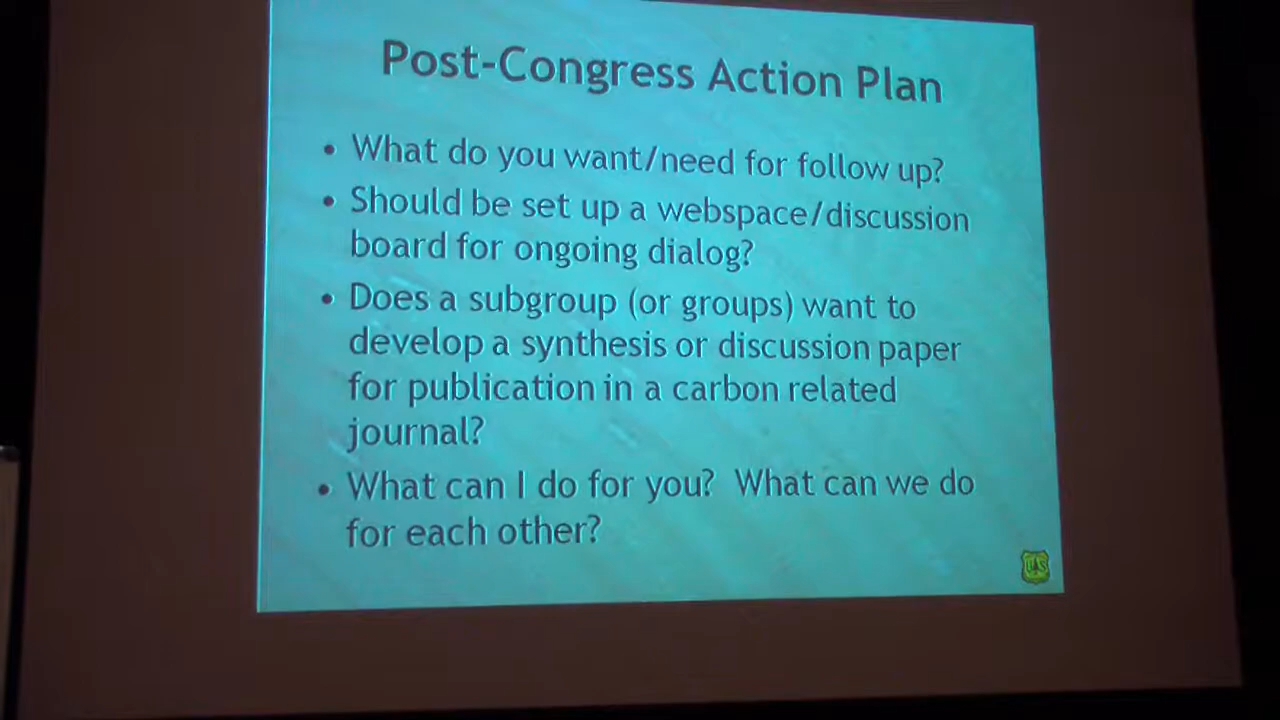 Post-Congress Action Plan
• What do you want/need for follow up?
• Should be set up a webspace/discussion
board for ongoing dialog?
• Does a subgroup (or groups) want to
develop a synthesis or discussion paper
for publication in a carbon related
journal?
• What can I do for you? What can we do
for each other?
U S